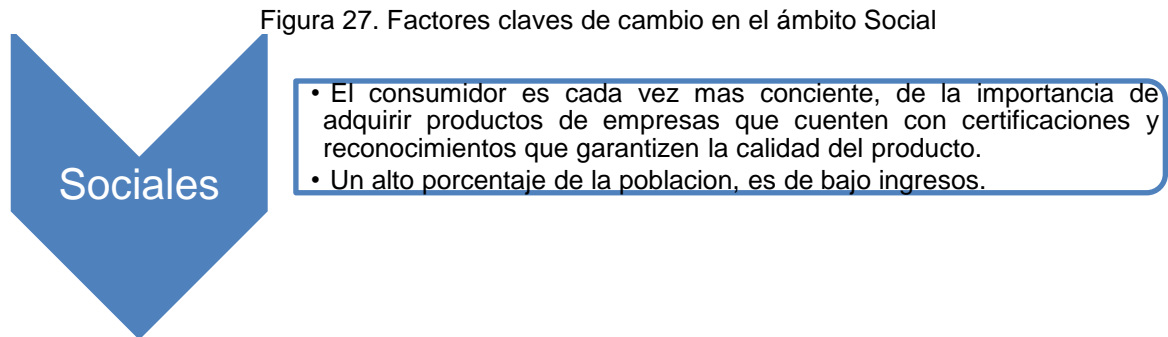 Figura 27. Factores claves de cambio en el ámbito Social
Sociales
• El consumidor es cada vez mas conciente, de la importancia de
adquirir productos de empresas que cuenten con certificaciones y
reconocimientos que garantizen la calidad del producto.
• Un alto porcentaje de la poblacion, es de bajo ingresos.